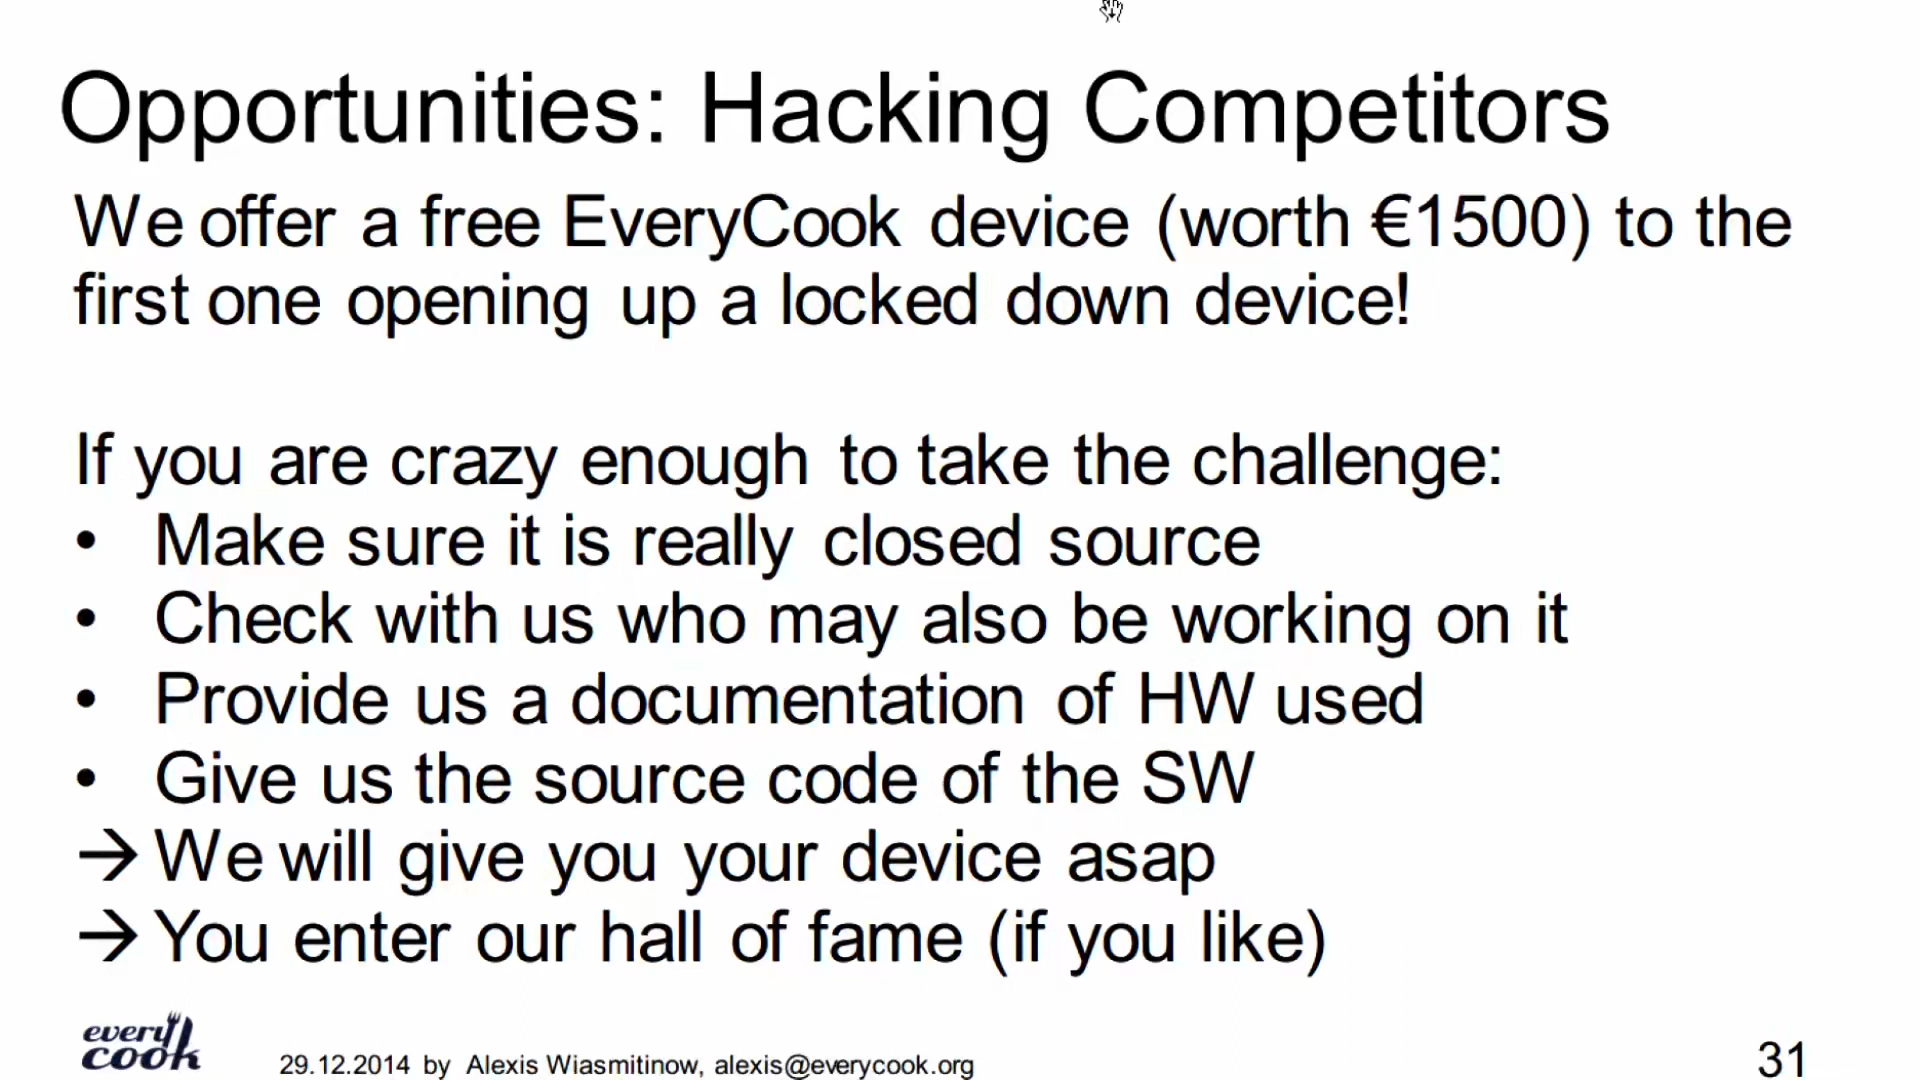 Opportunities: Hacking Competitors
We offer a free EveryCook device (worth €1500) to the
first one opening up a locked down device!
If you are crazy enough to take the challenge:
• Make sure it is really closed source
• Check with us who may also be working on it
• Provide us a documentation of HW used
• Give us the source code of the SW
→ We will give you your device asap
→ You enter our hall of fame (if you like)
every
cook
29.12.2014 by Alexis Wiasmitinow, alexis@everycook.org
31